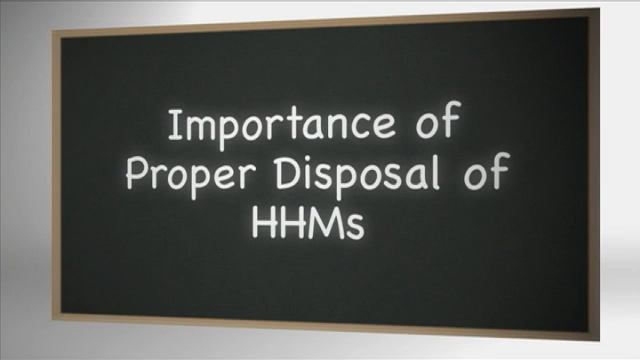 Importance of
Proper Disposal of
HHMs